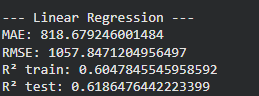 --- Linear Regression ---
MAE: 818.679246001484
RMSE: 1057.8471204956497
R² train: 0.6047845545958592
R² test: 0.6186476442223399